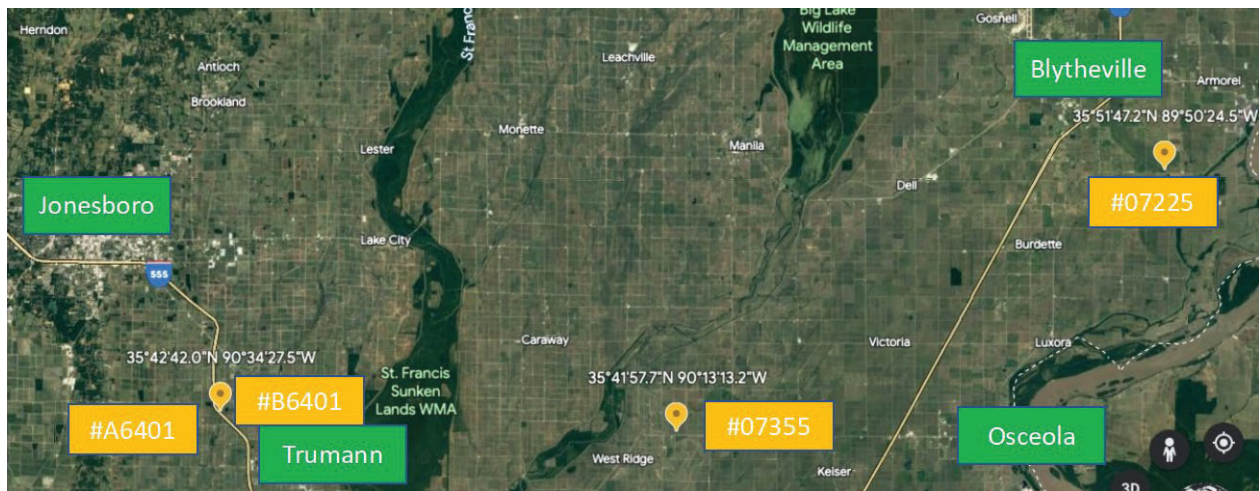 Herndon
Antioch
Brookland
St Franc
Leachville
Big Lake
Wildlife
Management
Area
Gosnell
Blytheville
Armorel
35°51'47.2"N 89°50'24.5"W
Monette
Lester
Manila
Dell
#07225
Jonesboro
Lake City
Burdette
555
Caraway
Victoria
Luxora
35°42'42.0"N 90°34'27.5"W
St. Francis
Sunken
Lands WMA
35°41'57.7"N 90°13'13.2"W
#B6401
#A6401
#07355
Osceola
Trumann
West Ridge
Keiser
3D